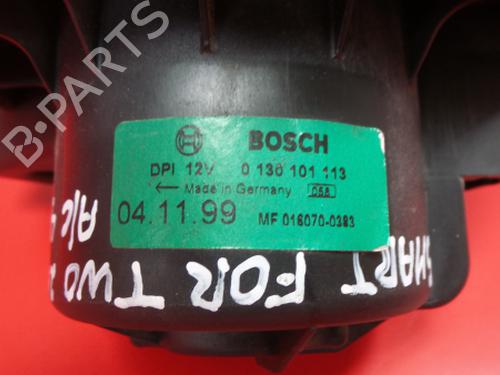 B-PARTS
BOSCH
DPI 12V 0 130 101 113
← Made in Germany 058
04.11.99 MF 016070-0383
SMART FOR TWO
A/C